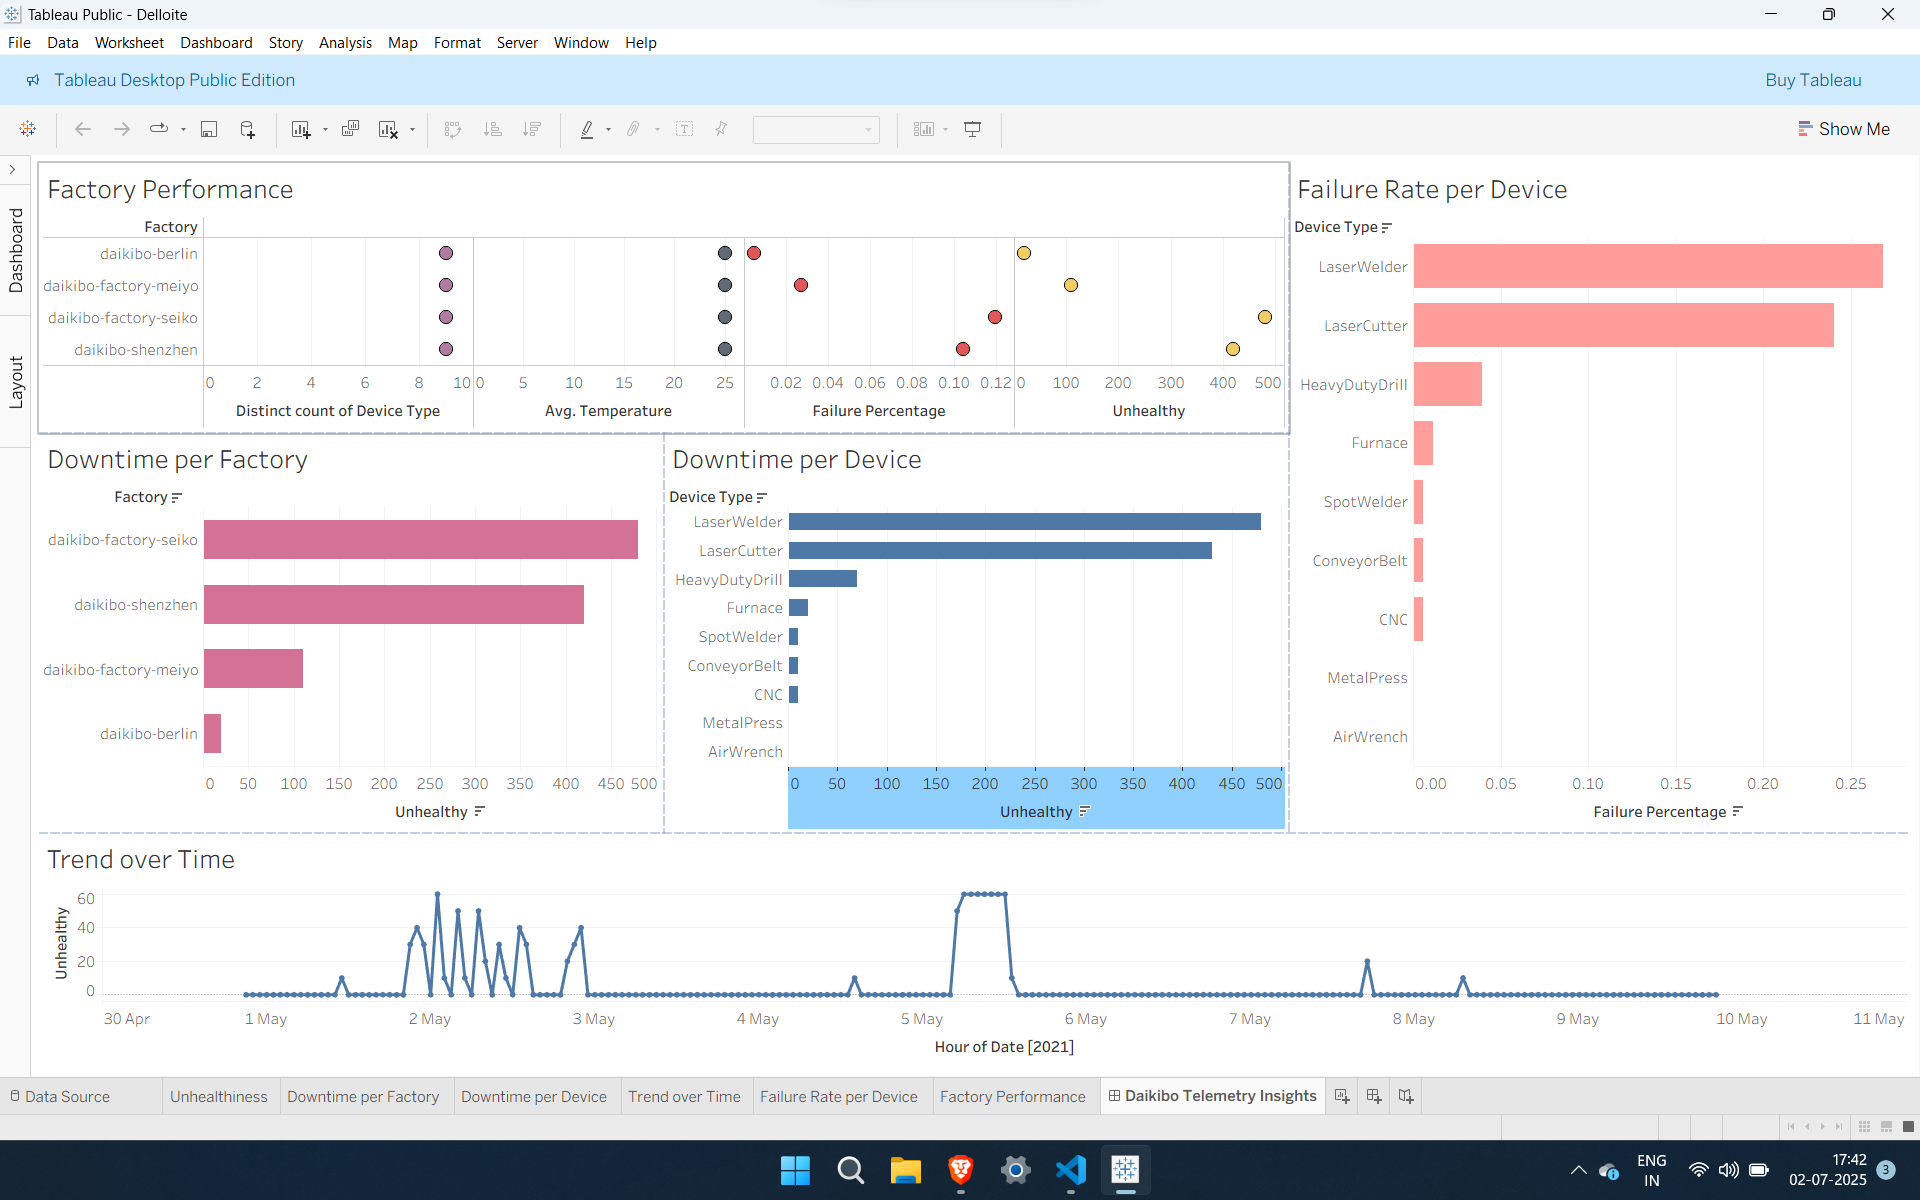 Tableau Public - Delloite
File Data Worksheet Dashboard Story Analysis Map Format Server Window Help
Tableau Desktop Public Edition
Buy Tableau
Show Me
Dashboard
Layout
Factory Performance
Factory
daikibo-berlin
daikibo-factory-meiyo
daikibo-factory-seiko
daikibo-shenzhen
0 2 4 6 8 10 0 5 10 15 20 25 0.02 0.04 0.06 0.08 0.10 0.12 0 100 200 300 400 500
Distinct count of Device Type Avg. Temperature Failure Percentage Unhealthy
Failure Rate per Device
Device Type
LaserWelder
LaserCutter
HeavyDutyDrill
Furnace
SpotWelder
ConveyorBelt
CNC
MetalPress
AirWrench
0.00 0.05 0.10 0.15 0.20 0.25
Failure Percentage
Downtime per Factory
Factory
daikibo-factory-seiko
daikibo-shenzhen
daikibo-factory-meiyo
daikibo-berlin
0 50 100 150 200 250 300 350 400 450 500
Unhealthy
Downtime per Device
Device Type
LaserWelder
LaserCutter
HeavyDutyDrill
Furnace
SpotWelder
ConveyorBelt
CNC
MetalPress
AirWrench
0 50 100 150 200 250 300 350 400 450 500
Unhealthy
Trend over Time
Unhealthy
60
40
20
0
30 Apr 1 May 2 May 3 May 4 May 5 May 6 May 7 May 8 May 9 May 10 May 11 May
Hour of Date [2021]
Data Source Unhealthiness Downtime per Factory Downtime per Device Trend over Time Failure Rate per Device Factory Performance Daikibo Telemetry Insights
ENG
IN
17:42
02-07-2025
3